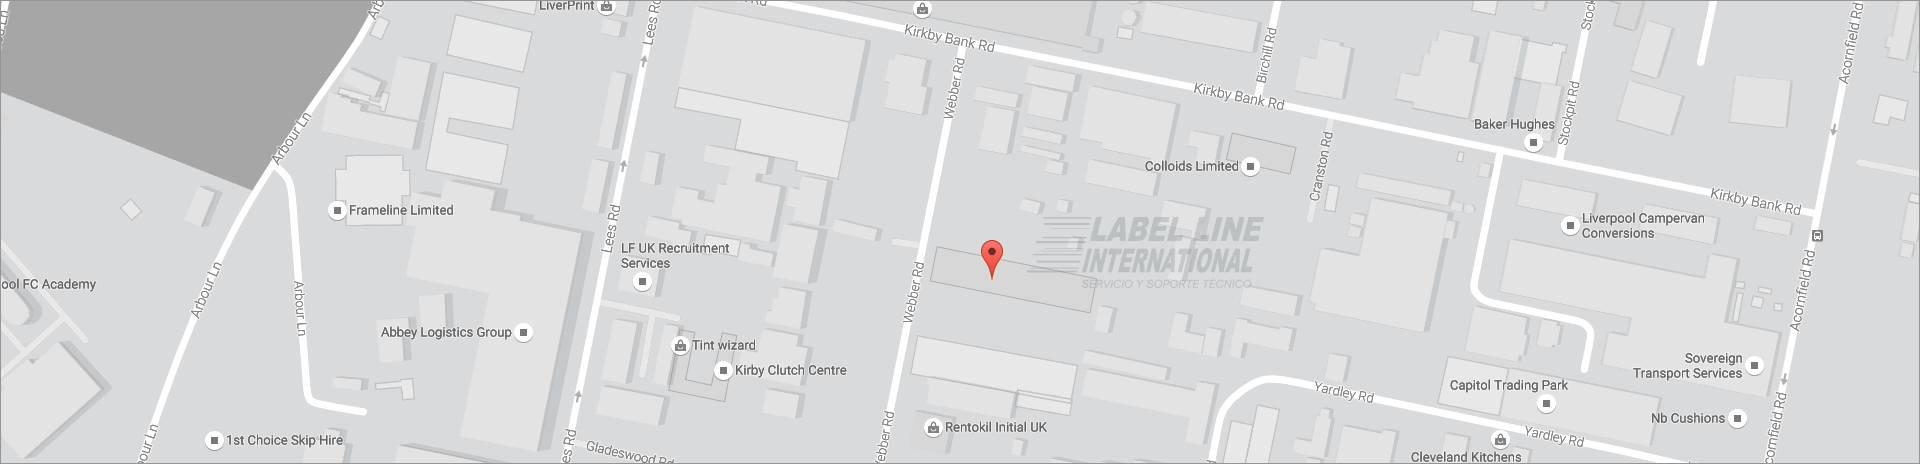 LiverPrint
Lees Rd
Kirkby Bank Rd
Webber Rd
Birchill Rd
Kirkby Bank Rd
Stockpit Rd
Acornfield Rd
Arbour Ln
Baker Hughes
Colloids Limited
Cranston Rd
Kirkby Bank Rd
Frameline Limited
Lees Rd
LF UK Recruitment
Services
LABEL LINE
INTERNATIONAL
SERVICIO Y SOPORTE TÉCNICO
Liverpool Campervan
Conversions
ool FC Academy
Arbour Ln
Arbour Ln
Webber Rd
Acornfield Rd
Abbey Logistics Group
Tint wizard
Kirby Clutch Centre
Sovereign
Transport Services
Capitol Trading Park
Yardley Rd
Nb Cushions
1st Choice Skip Hire
Gladeswood Rd
Webber Rd
Rentokil Initial UK
Yardley Rd
Cleveland Kitchens